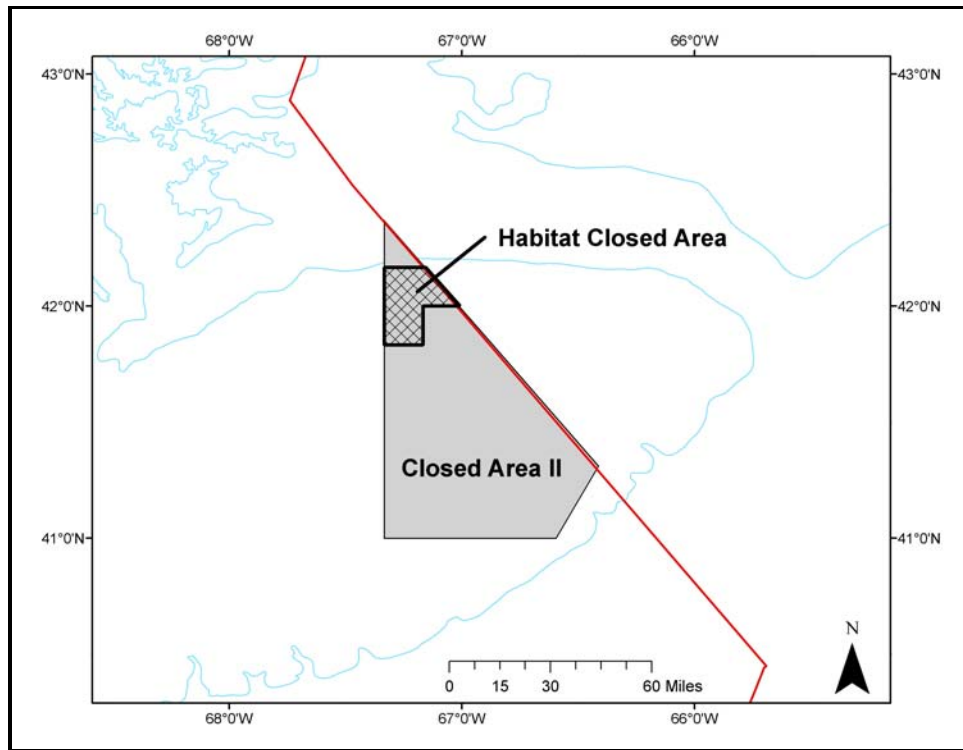 68°0'W 67°0'W 66°0'W
43°0'N 43°0'N
Habitat Closed Area
42°0'N 42°0'N
Closed Area II
41°0'N 41°0'N
N
0 15 30 60 Miles
68°0'W 67°0'W 66°0'W